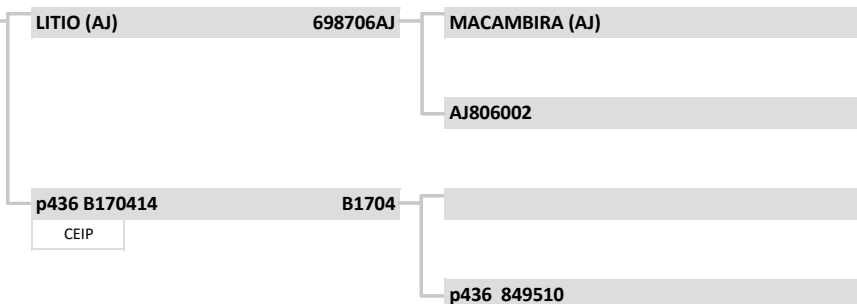 LITIO (AJ) 698706AJ MACAMBIRA (AJ)
AJ806002
p436 B170414 B1704
CEIP
p436 849510